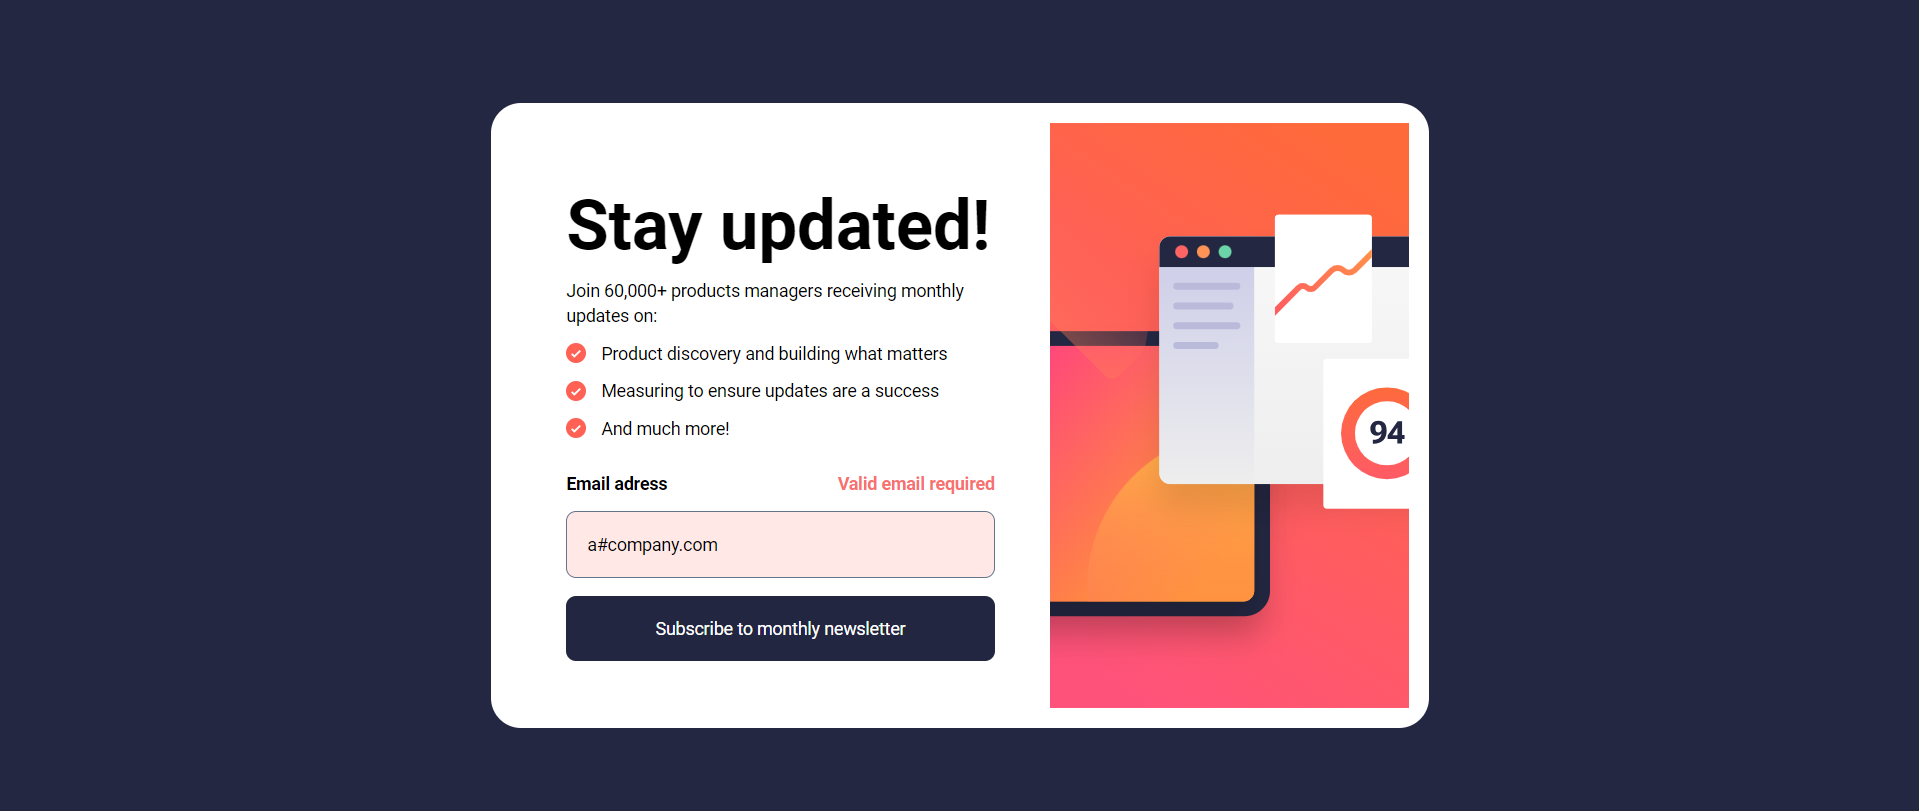 Stay updated!
Join 60,000+ products managers receiving monthly
updates on:
Product discovery and building what matters
Measuring to ensure updates are a success
And much more!
Email adress
Valid email required
a#company.com
Subscribe to monthly newsletter
94